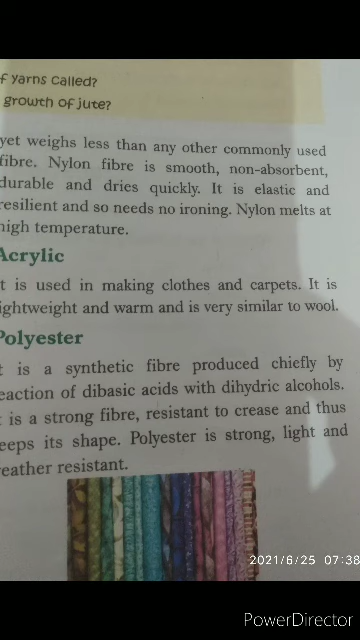 f yarns called?
growth of jute?
yet weighs less than any other commonly used
fibre. Nylon fibre is smooth, non-absorbent,
durable and dries quickly. It is elastic and
resilient and so needs no ironing. Nylon melts at
high temperature.
Acrylic
t is used in making clothes and carpets. It is
ightweight and warm and is very similar to wool.
Polyester
t is a synthetic fibre produced chiefly by
eaction of dibasic acids with dihydric alcohols.
t is a strong fibre, resistant to crease and thus
eeps its shape. Polyester is strong, light and
eather resistant.
2021/6/25 07:38
PowerDirector